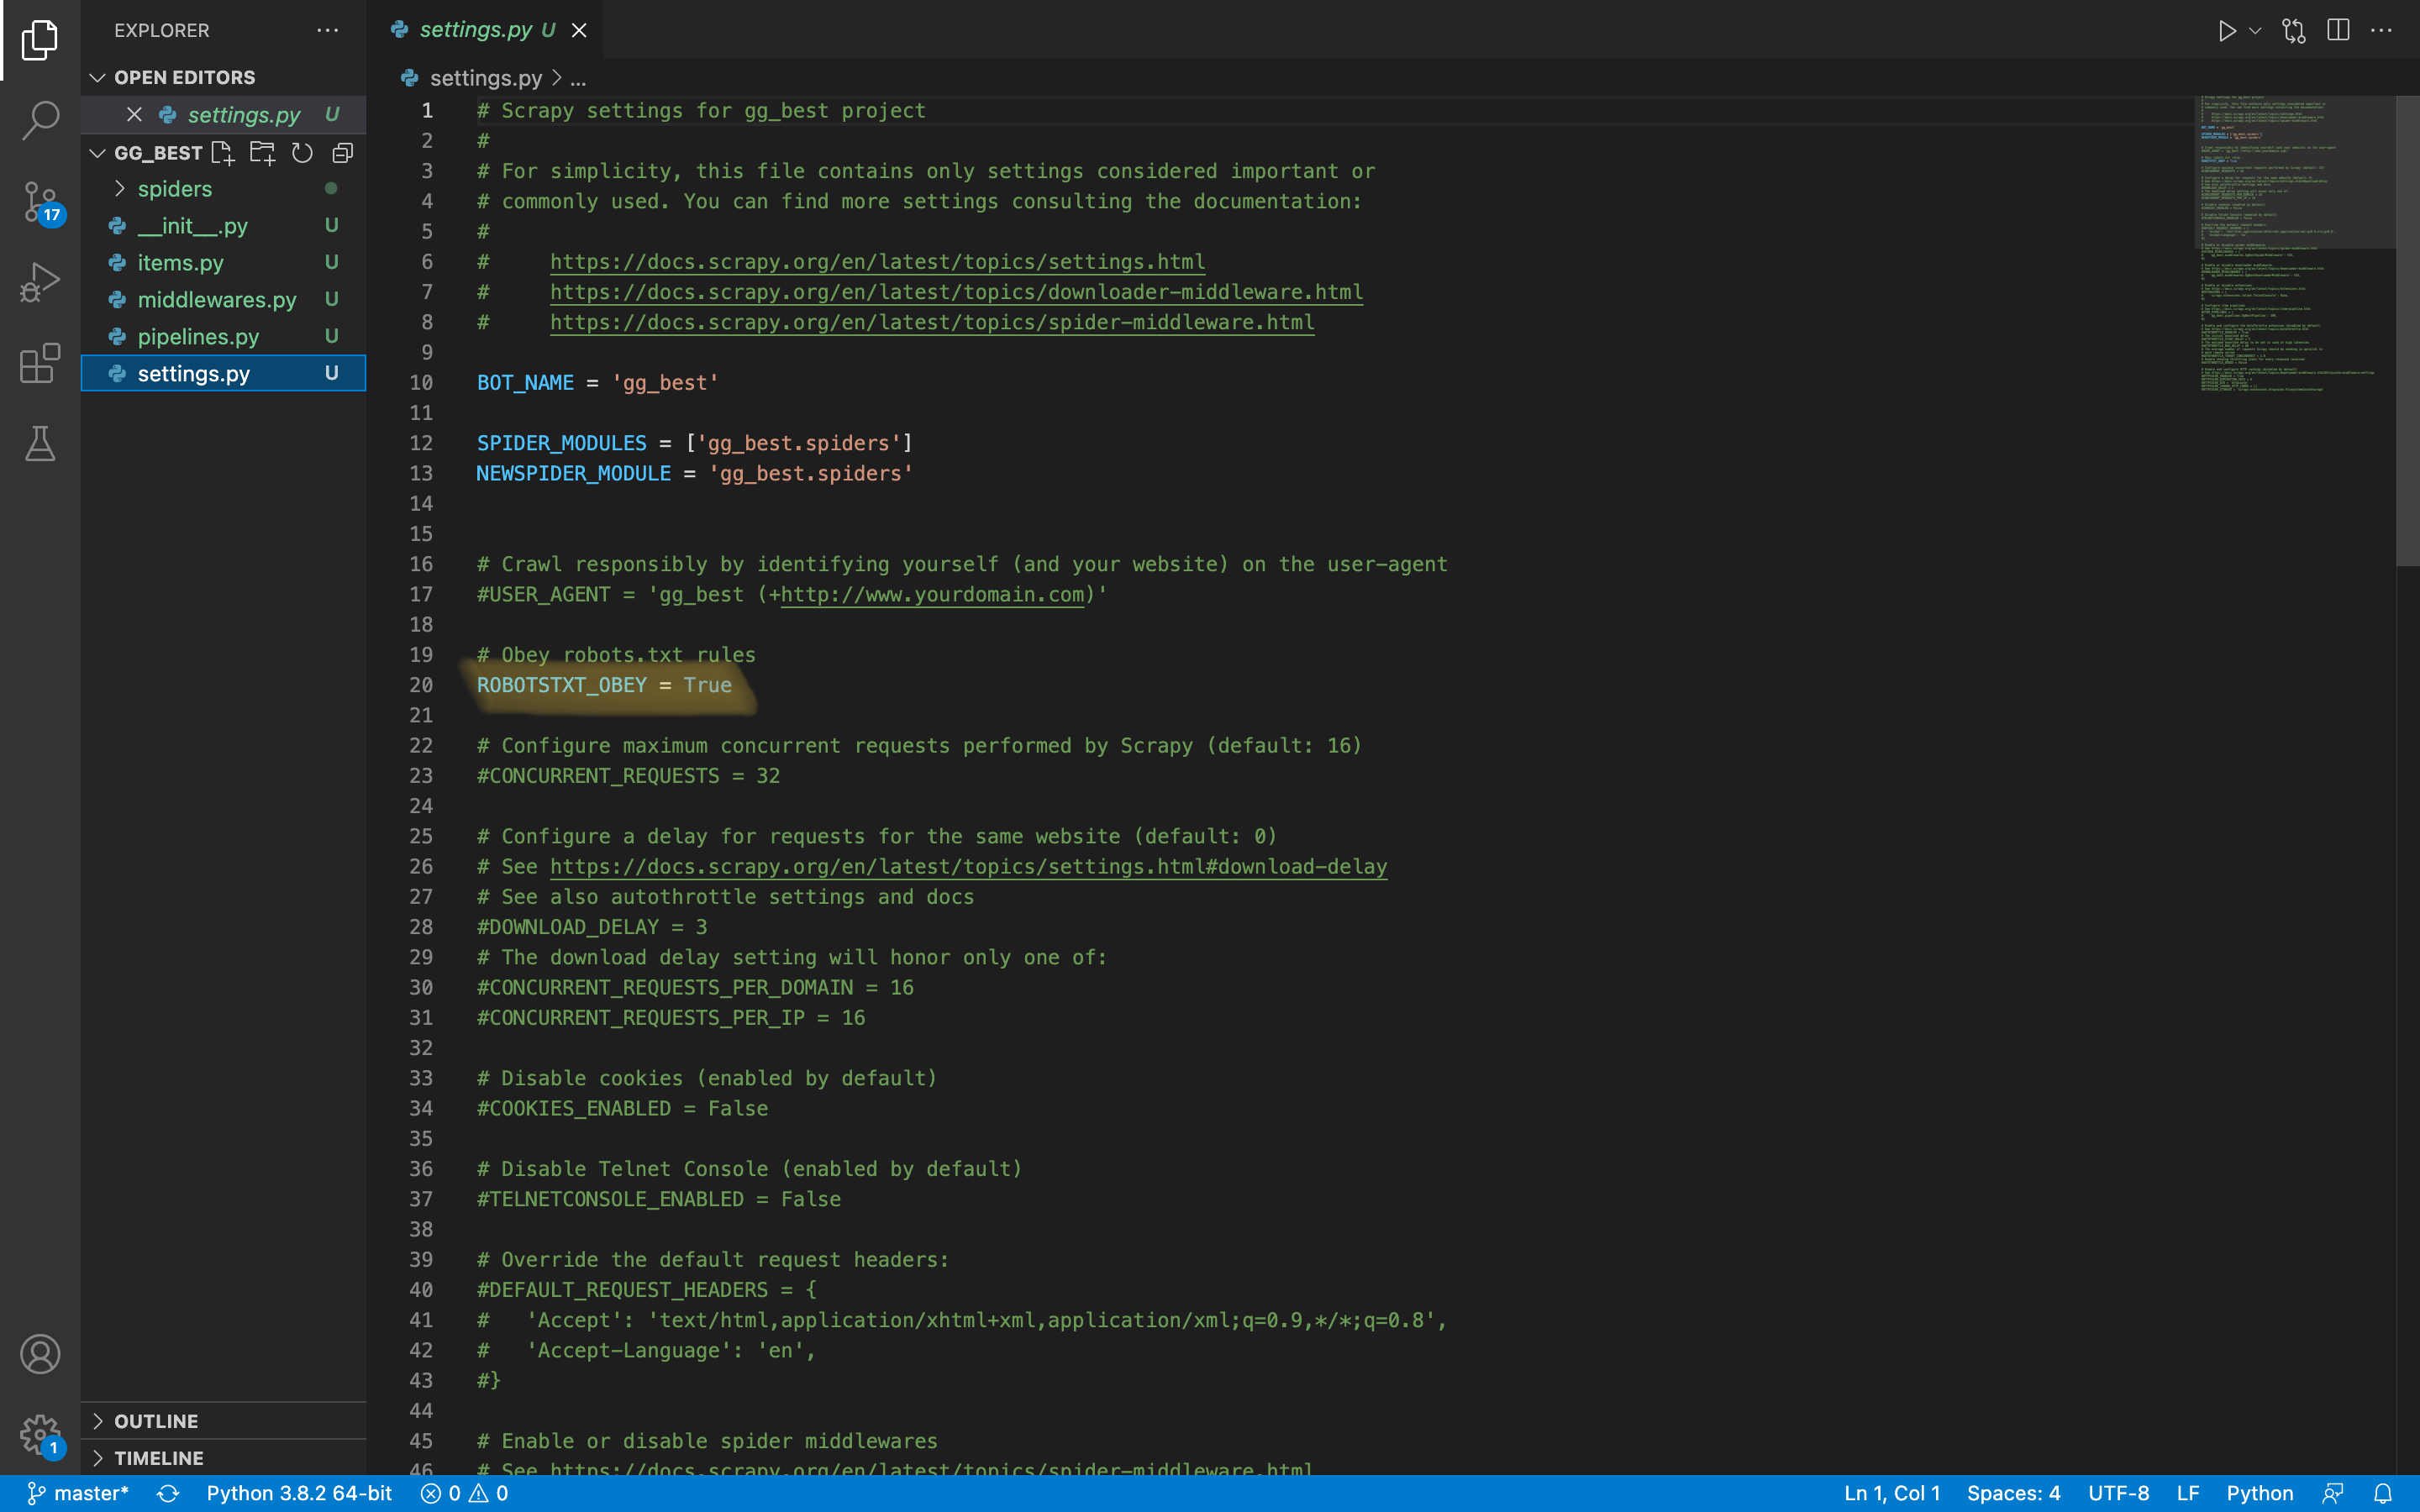 EXPLORER
OPEN EDITORS
settings.py U
GG_BEST
spiders
__init__.py U
items.py U
middlewares.py U
pipelines.py U
settings.py U
17
1
OUTLINE
TIMELINE
settings.py U
settings.py > ...
1 # Scrapy settings for gg_best project
2 #
3 # For simplicity, this file contains only settings considered important or
4 # commonly used. You can find more settings consulting the documentation:
5 #
6 #     https://docs.scrapy.org/en/latest/topics/settings.html
7 #     https://docs.scrapy.org/en/latest/topics/downloader-middleware.html
8 #     https://docs.scrapy.org/en/latest/topics/spider-middleware.html
9
10 BOT_NAME = 'gg_best'
11
12 SPIDER_MODULES = ['gg_best.spiders']
13 NEWSPIDER_MODULE = 'gg_best.spiders'
14
15
16 # Crawl responsibly by identifying yourself (and your website) on the user-agent
17 #USER_AGENT = 'gg_best (+http://www.yourdomain.com)'
18
19 # Obey robots.txt rules
20 ROBOTSTXT_OBEY = True
21
22 # Configure maximum concurrent requests performed by Scrapy (default: 16)
23 #CONCURRENT_REQUESTS = 32
24
25 # Configure a delay for requests for the same website (default: 0)
26 # See https://docs.scrapy.org/en/latest/topics/settings.html#download-delay
27 # See also autothrottle settings and docs
28 #DOWNLOAD_DELAY = 3
29 # The download delay setting will honor only one of:
30 #CONCURRENT_REQUESTS_PER_DOMAIN = 16
31 #CONCURRENT_REQUESTS_PER_IP = 16
32
33 # Disable cookies (enabled by default)
34 #COOKIES_ENABLED = False
35
36 # Disable Telnet Console (enabled by default)
37 #TELNETCONSOLE_ENABLED = False
38
39 # Override the default request headers:
40 #DEFAULT_REQUEST_HEADERS = {
41 #   'Accept': 'text/html,application/xhtml+xml,application/xml;q=0.9,*/*;q=0.8',
42 #   'Accept-Language': 'en',
43 #}
44
45 # Enable or disable spider middlewares
46 # See https://docs.scrapy.org/en/latest/topics/spider-middleware.html
master* Python 3.8.2 64-bit 0 0 Ln 1, Col 1 Spaces: 4 UTF-8 LF Python